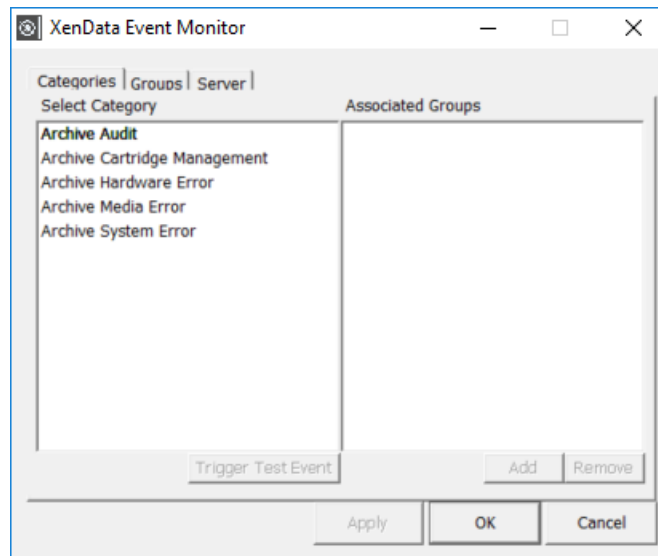 XenData Event Monitor
Categories Groups Server
Select Category Associated Groups
Archive Audit
Archive Cartridge Management
Archive Hardware Error
Archive Media Error
Archive System Error
Trigger Test Event Add Remove
Apply OK Cancel